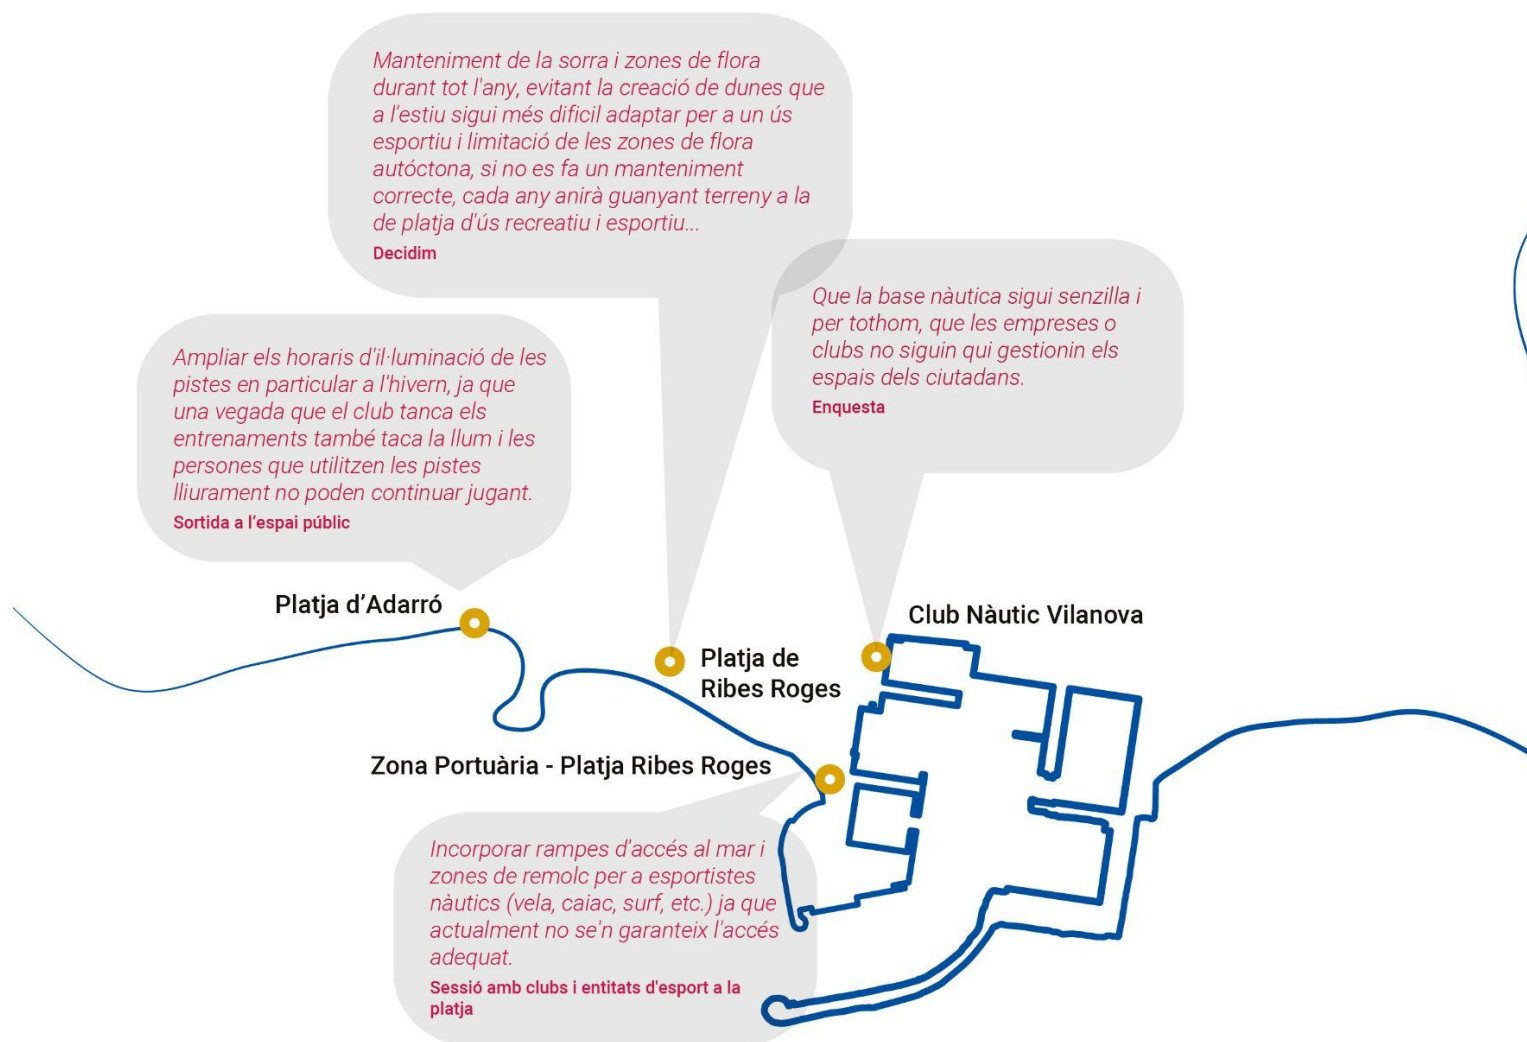 Manteniment de la sorra i zones de flora
durant tot l'any, evitant la creació de dunes que
a l'estiu sigui més dificil adaptar per a un ús
esportiu i limitació de les zones de flora
autóctona, si no es fa un manteniment
correcte, cada any anirà guanyant terreny a la
de platja d'ús recreatiu i esportiu...
Decidim
Que la base nàutica sigui senzilla i
per tothom, que les empreses o
clubs no siguin qui gestionin els
espais dels ciutadans.
Enquesta
Ampliar els horaris d'il·luminació de les
pistes en particular a l'hivern, ja que
una vegada que el club tanca els
entrenaments també taca la llum i les
persones que utilitzen les pistes
lliurament no poden continuar jugant.
Sortida a l'espai públic
Platja d'Adarró
Club Nàutic Vilanova
Platja de
Ribes Roges
Zona Portuària - Platja Ribes Roges
Incorporar rampes d'accés al mar i
zones de remolc per a esportistes
nàutics (vela, caiac, surf, etc.) ja que
actualment no se'n garanteix l'accés
adequat.
Sessió amb clubs i entitats d'esport a la
platja